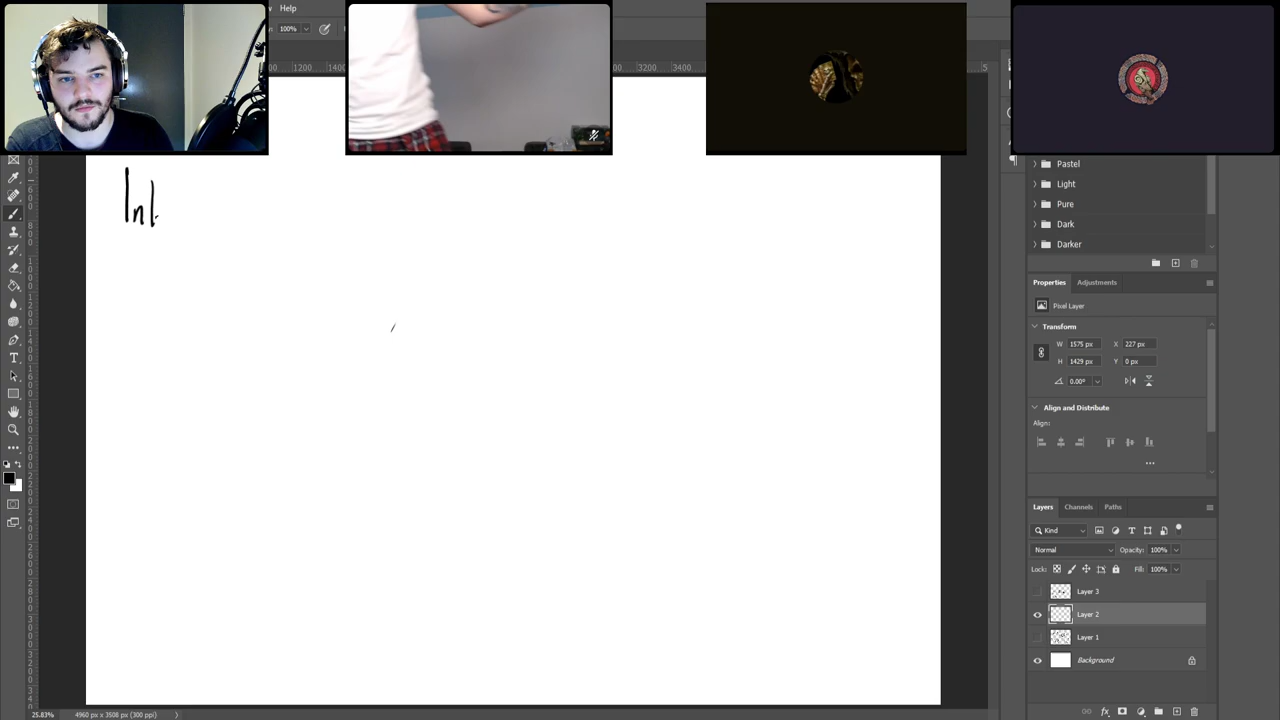 Help
100%
1200 1400
3200 3400
Pastel
Light
Pure
Dark
Darker
Properties Adjustments
Pixel Layer
Transform
W 1575 px X 227 px
H 1429 px Y 0 px
0.00°
Align and Distribute
Align:
Layers Channels Paths
Kind
Normal Opacity: 100%
Lock: Fill: 100%
Layer 3
Layer 2
Layer 1
Background
25.83% 4960 px x 3508 px (300 ppi)